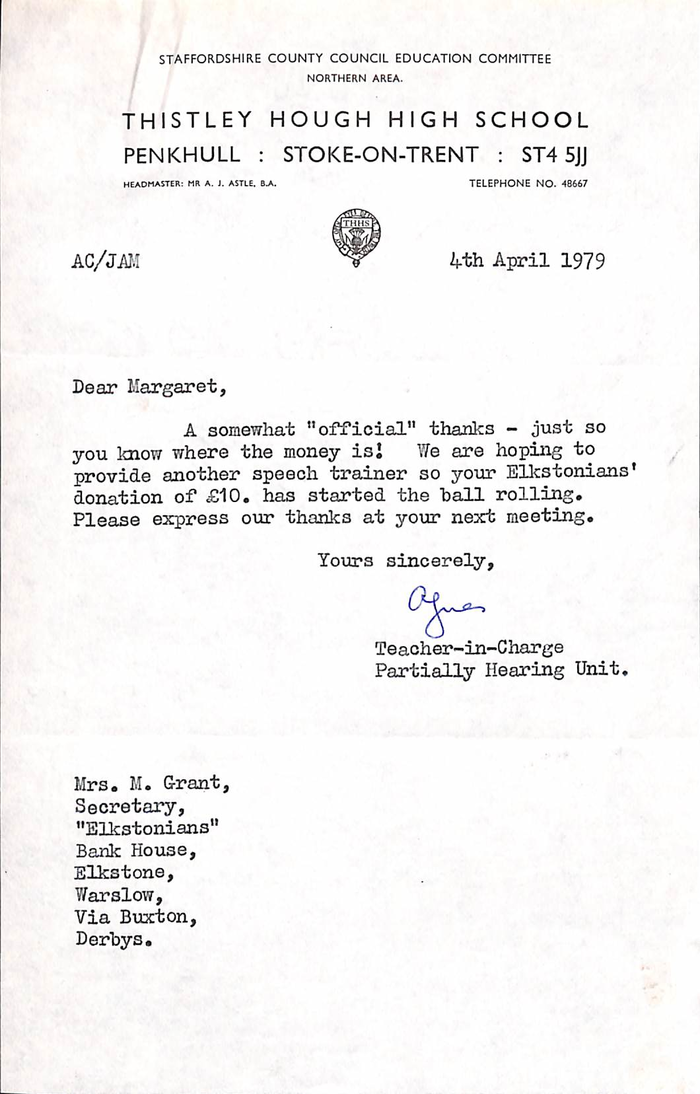 STAFFORDSHIRE COUNTY COUNCIL EDUCATION COMMITTEE
NORTHERN AREA.
THISTLEY HOUGH HIGH SCHOOL
PENKHULL : STOKE-ON-TRENT : ST4 5JJ
HEADMASTER: MR A. J. ASTLE, B.A. TELEPHONE NO. 48667
THHS
AC/JAM 4th April 1979
Dear Margaret,
A somewhat "official" thanks - just so
you know where the money is! We are hoping to
provide another speech trainer so your Elkstonians'
donation of £10. has started the ball rolling.
Please express our thanks at your next meeting.
Yours sincerely,
Agnes
Teacher-in-Charge
Partially Hearing Unit.
Mrs. M. Grant,
Secretary,
"Elkstonians"
Bank House,
Elkstone,
Warslow,
Via Buxton,
Derbys.